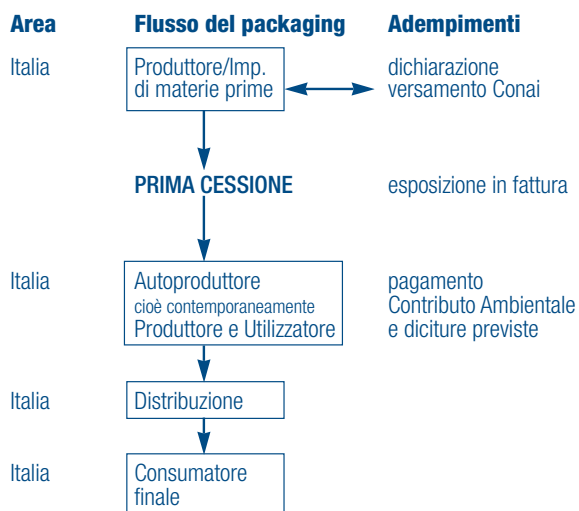 Area Flusso del packaging Adempimenti
Italia Produttore/Imp. dichiarazione
di materie prime versamento Conai
PRIMA CESSIONE esposizione in fattura
Italia Autoproduttore pagamento
cioè contemporaneamente Contributo Ambientale
Produttore e Utilizzatore e diciture previste
Italia Distribuzione
Italia Consumatore
finale